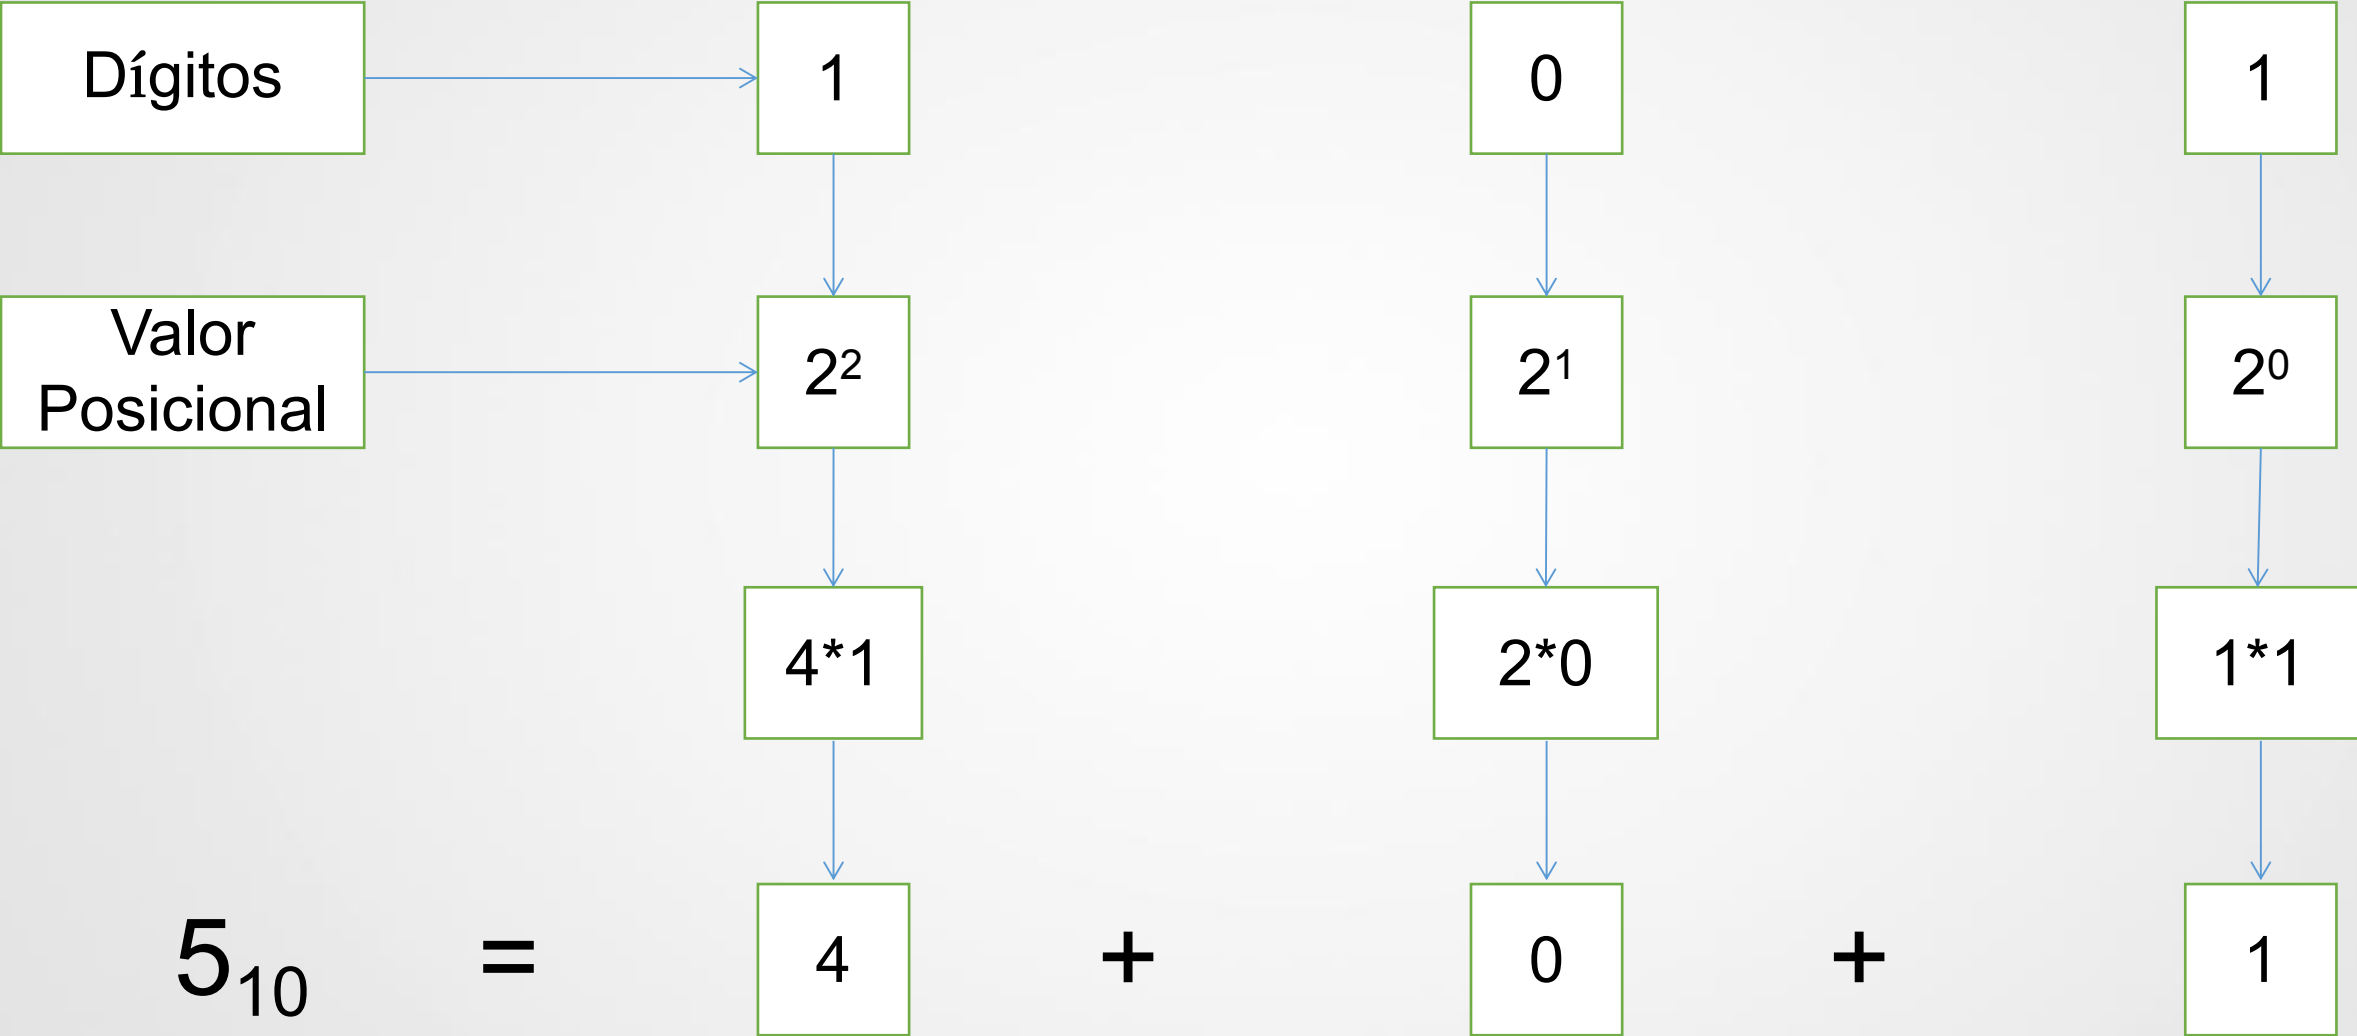 Dígitos 1 0 1
Valor
Posicional 2² 2¹ 2⁰
4*1 2*0 1*1
5₁₀ = 4 + 0 + 1